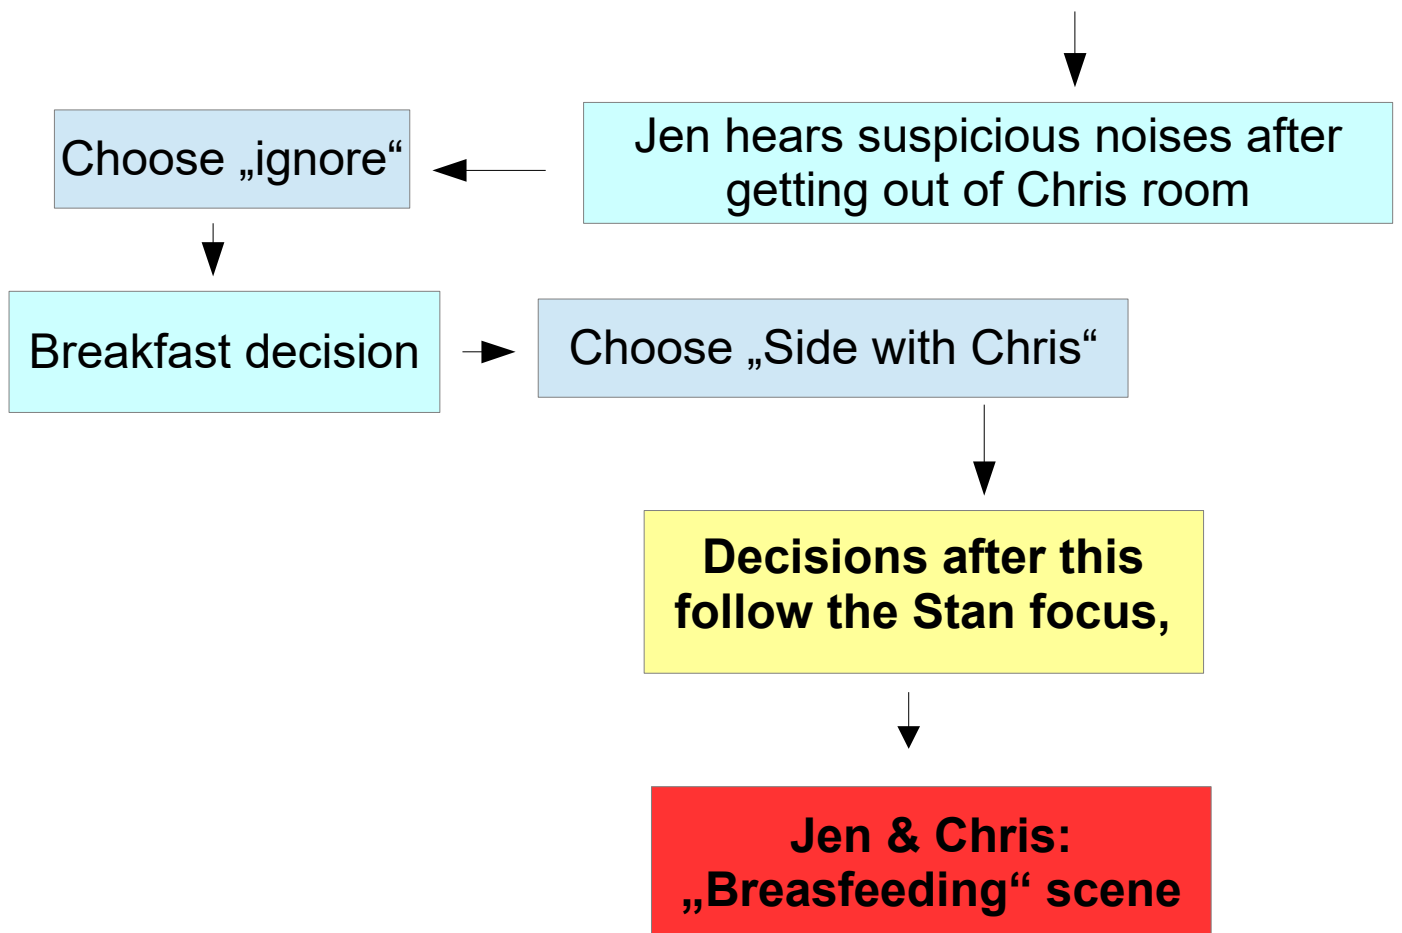 Jen hears suspicious noises after
getting out of Chris room
Choose „ignore“
Breakfast decision
Choose „Side with Chris“
Decisions after this
follow the Stan focus,
Jen & Chris:
„Breasfeeding“ scene